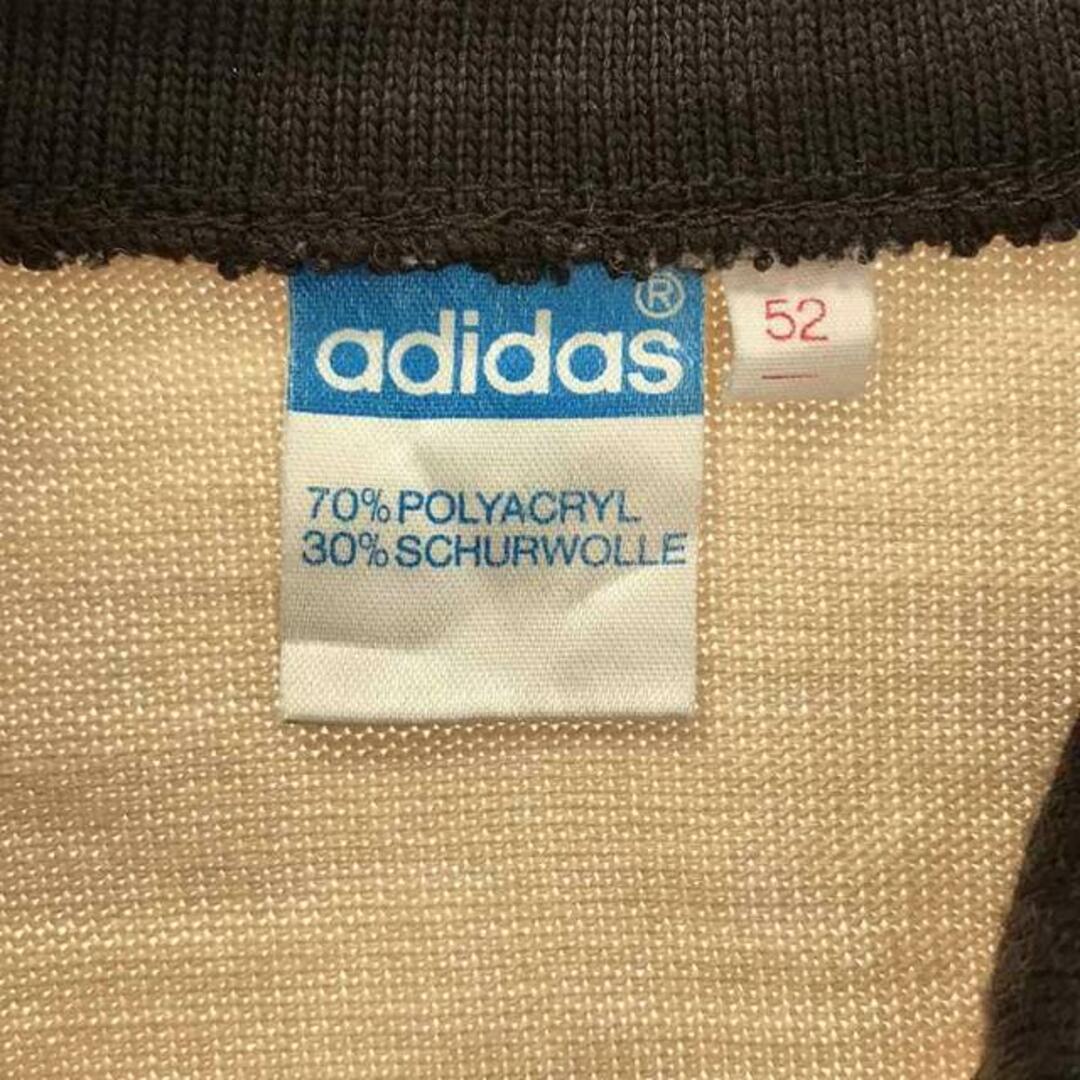 adidas®
52
70% POLYACRYL
30% SCHURWOLLE